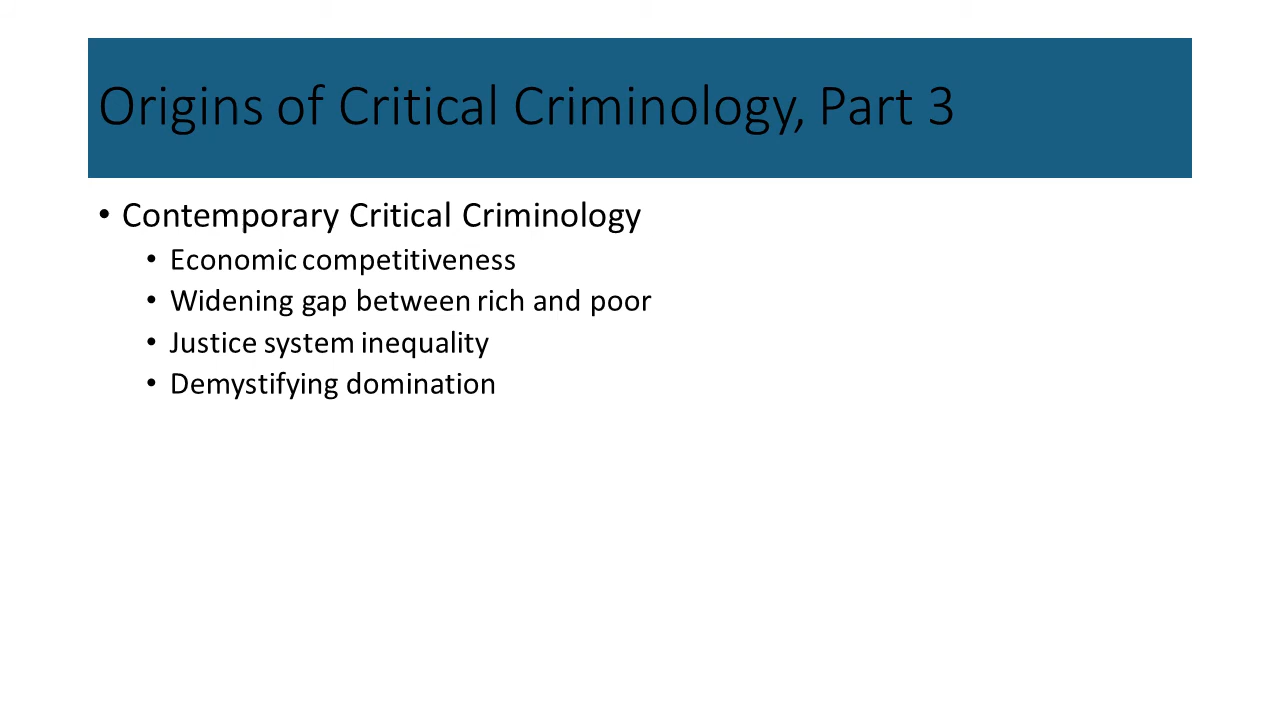 Origins of Critical Criminology, Part 3
• Contemporary Critical Criminology
• Economic competitiveness
• Widening gap between rich and poor
• Justice system inequality
• Demystifying domination